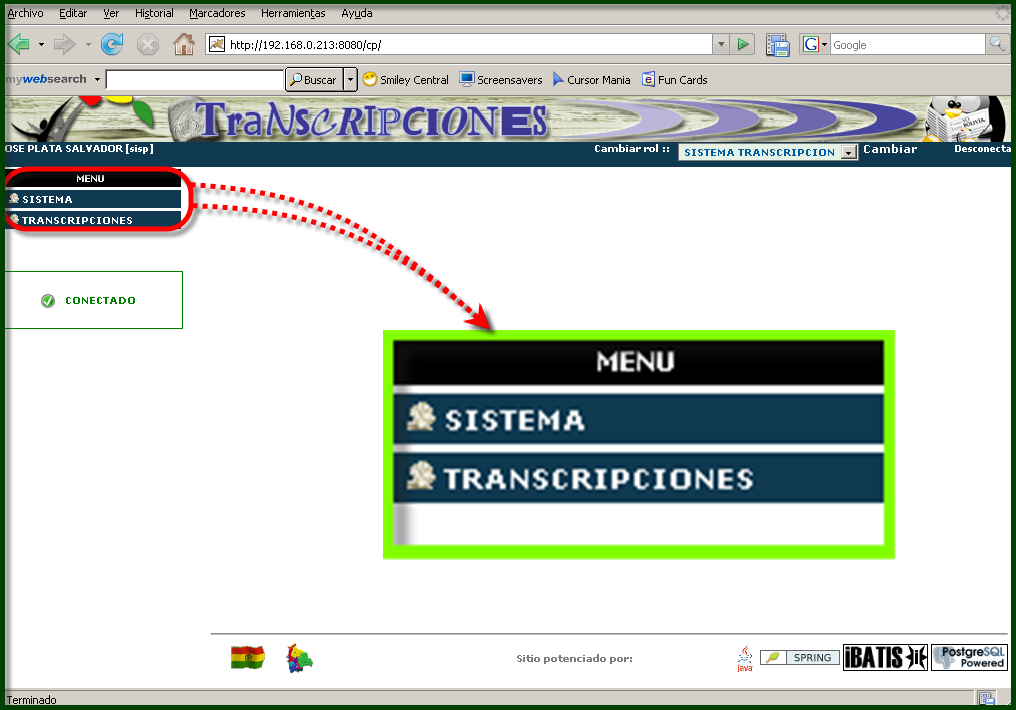 Archivo Editar Ver Historial Marcadores Herramientas Ayuda
http://192.168.0.213:8080/cp/ G Google
mywebsearch Buscar Smiley Central Screensavers Cursor Mania Fun Cards
TRANSCRIPCIONES
OSE PLATA SALVADOR [sisp] Cambiar rol :: SISTEMA TRANSCRIPCION Cambiar Desconecta
MENU
SISTEMA
TRANSCRIPCIONES
CONECTADO
MENU
SISTEMA
TRANSCRIPCIONES
Sitio potenciado por: Java SPRING iBATIS PostgreSQL Powered
Terminado